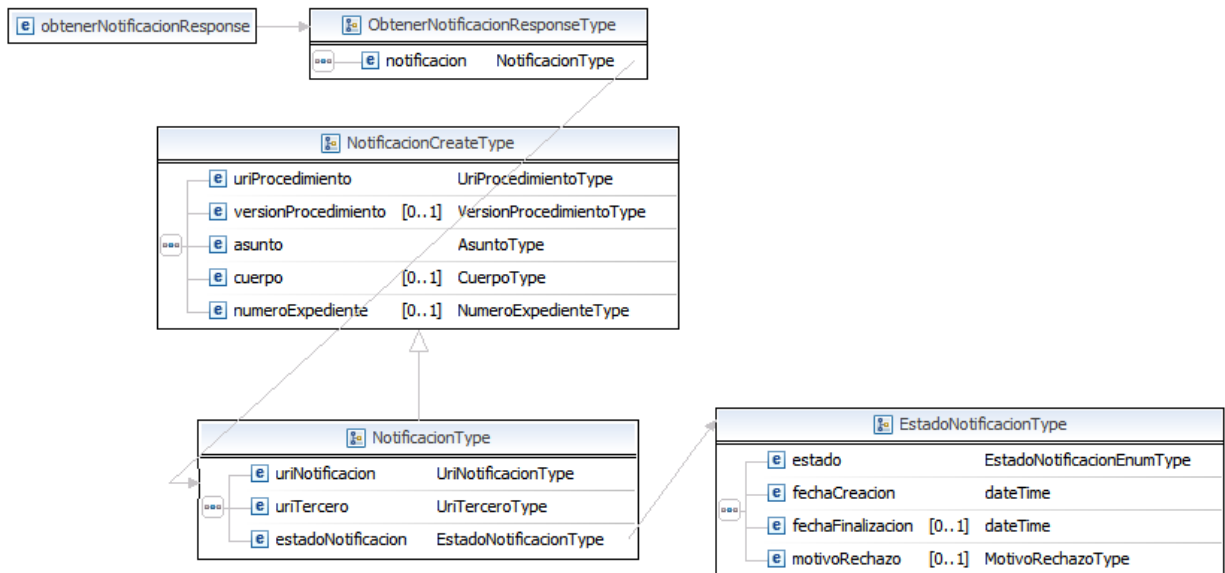 e obtenerNotificacionResponse
ObtenerNotificacionResponseType
e notificacion NotificacionType
NotificacionCreateType
e uriProcedimiento UriProcedimientoType
e versionProcedimiento [0..1] VersionProcedimientoType
e asunto AsuntoType
e cuerpo [0..1] CuerpoType
e numeroExpediente [0..1] NumeroExpedienteType
NotificacionType
e uriNotificacion UriNotificacionType
e uriTercero UriTerceroType
e estadoNotificacion EstadoNotificacionType
EstadoNotificacionType
e estado EstadoNotificacionEnumType
e fechaCreacion dateTime
e fechaFinalizacion [0..1] dateTime
e motivoRechazo [0..1] MotivoRechazoType